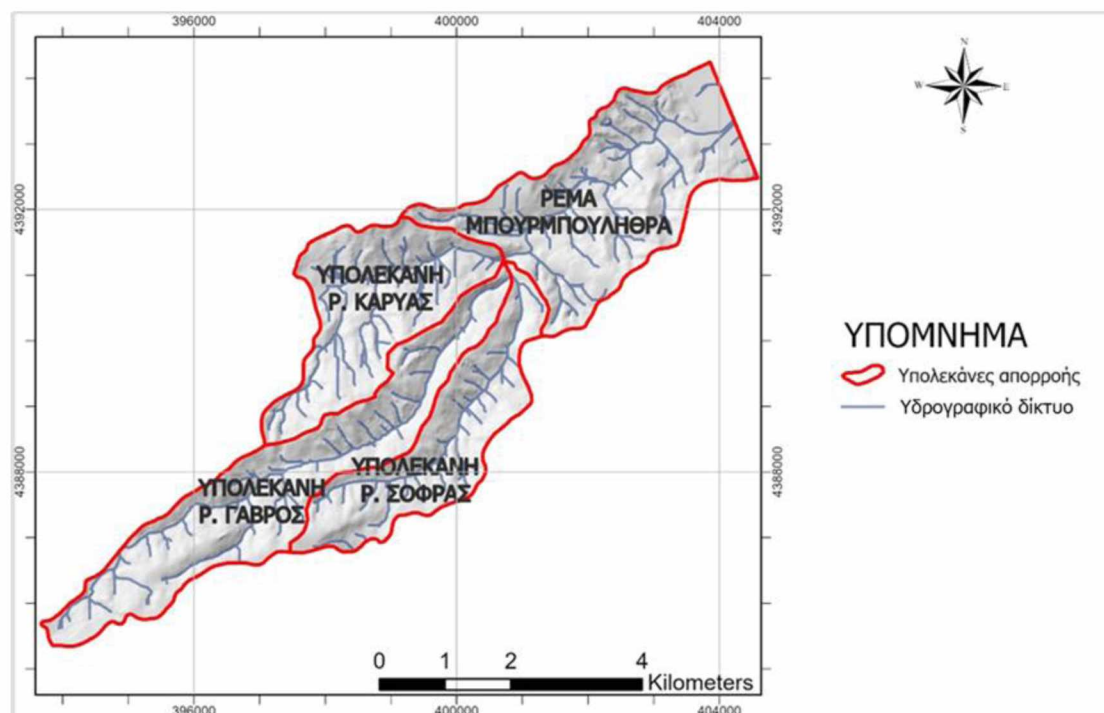 396000 400000 404000
N
W E
S
4392000 4392000
ΡΕΜΑ
ΜΠΟΥΡΜΠΟΥΛΗΘΡΑ
ΥΠΟΛΕΚΑΝΗ
Ρ. ΚΑΡΥΑΣ
ΥΠΟΜΝΗΜΑ
Υπολεκάνες απορροής
Υδρογραφικό δίκτυο
4388000 4388000
ΥΠΟΛΕΚΑΝΗ
Ρ. ΣΟΦΡΑΣ
ΥΠΟΛΕΚΑΝΗ
Ρ. ΓΑΒΡΟΣ
0 1 2 4
Kilometers
396000 400000 404000